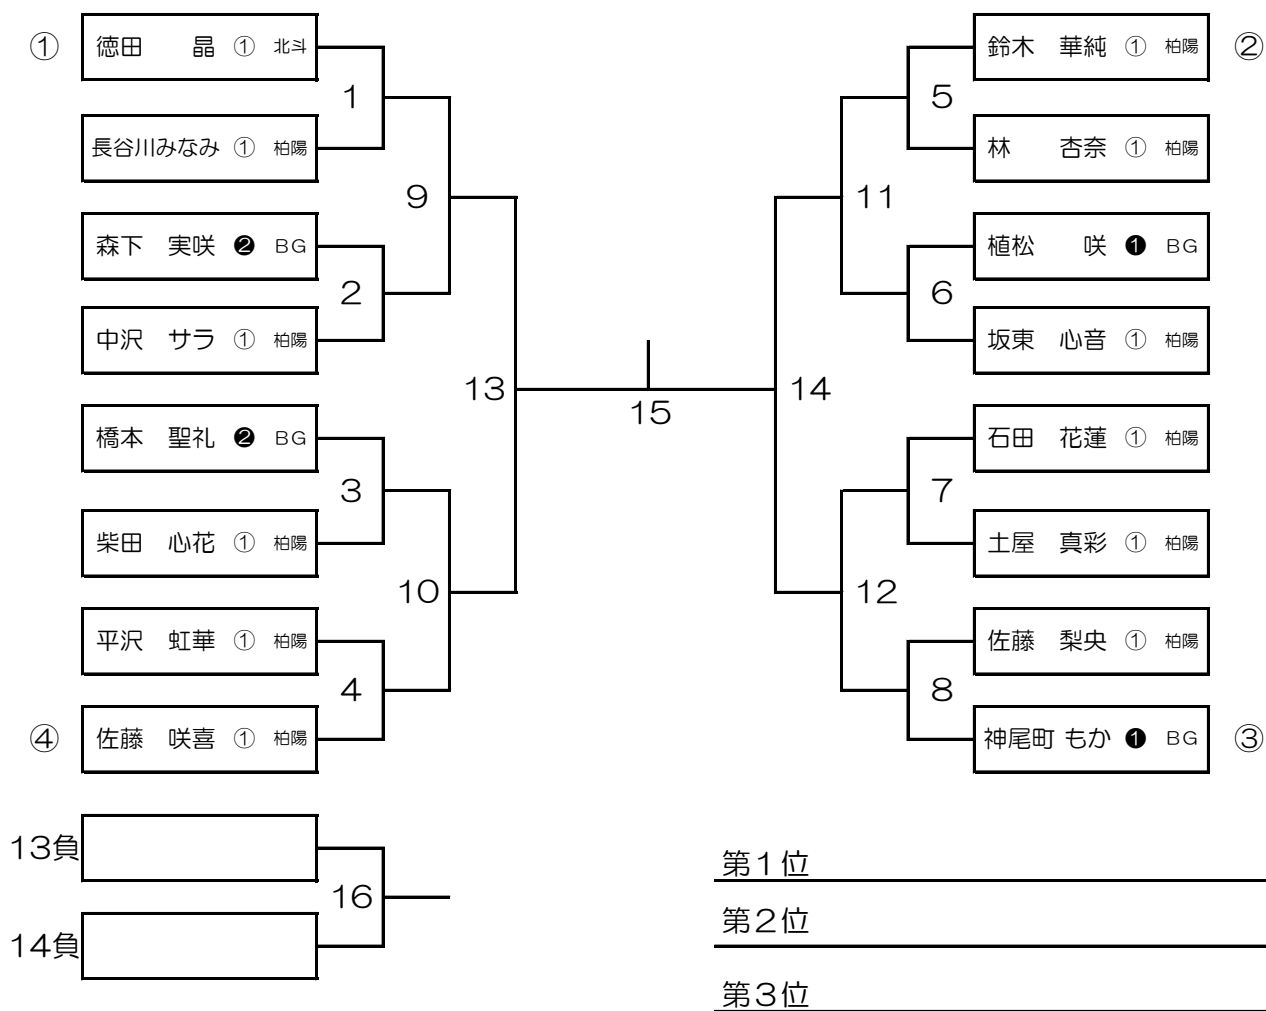 ① 徳田 晶 ① 北斗
1
長谷川みなみ ① 柏陽
9
森下 実咲 ❷ BG
2
中沢 サラ ① 柏陽
13
橋本 聖礼 ❷ BG
3
柴田 心花 ① 柏陽
10
平沢 虹華 ① 柏陽
4
④ 佐藤 咲喜 ① 柏陽
15
鈴木 華純 ① 柏陽 ②
5
林 杏奈 ① 柏陽
11
植松 咲 ❶ BG
6
坂東 心音 ① 柏陽
14
石田 花蓮 ① 柏陽
7
土屋 真彩 ① 柏陽
12
佐藤 梨央 ① 柏陽
8
神尾町 もか ❶ BG ③
13負
16
14負
第1位
第2位
第3位